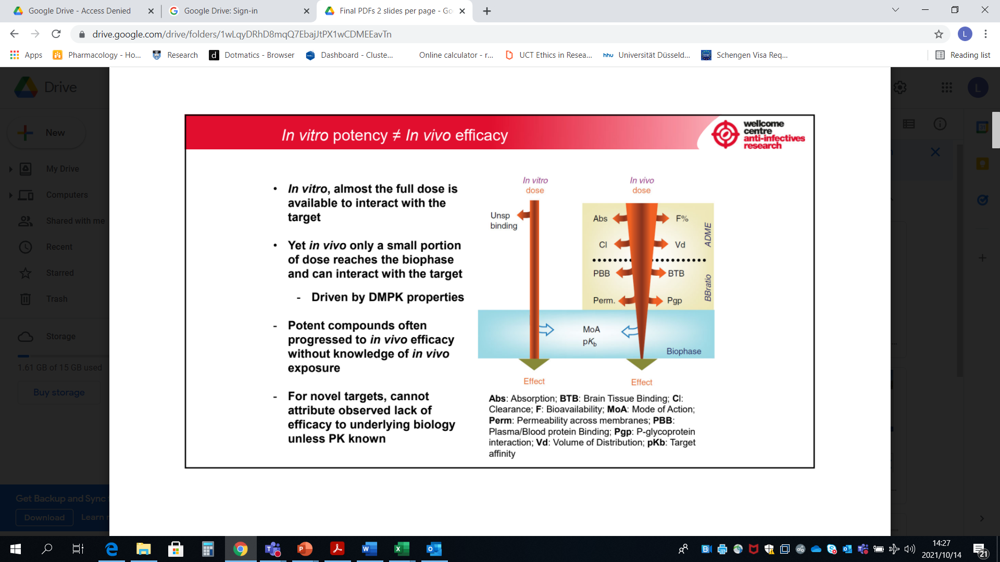 Google Drive - Access Denied
Google Drive: Sign-in
Final PDFs 2 slides per page - Go
drive.google.com/drive/folders/1wLqyDRhD8mqQ7EbajJtPX1wCDMEEavTn
L
Apps
Pharmacology - Ho...
Research
d
Dotmatics - Browser
Dashboard - Cluste...
Online calculator - r...
UCT Ethics in Resea...
hhu
Universität Düsseld...
Schengen Visa Req...
Reading list
Drive
L
New
My Drive
Computers
Shared with me
Recent
Starred
Trash
Storage
1.61 GB of 15 GB used
Buy storage
Get Backup and Sync
Download
Learn
In vitro potency ≠ In vivo efficacy
wellcome
centre
anti-infectives
research
• In vitro, almost the full dose is
available to interact with the
target
• Yet in vivo only a small portion
of dose reaches the biophase
and can interact with the target
- Driven by DMPK properties
- Potent compounds often
progressed to in vivo efficacy
without knowledge of in vivo
exposure
- For novel targets, cannot
attribute observed lack of
efficacy to underlying biology
unless PK known
In vitro
dose
In vivo
dose
Unsp
binding
Abs
F%
Cl
Vd
ADME
PBB
BTB
Perm.
Pgp
BBratio
MoA
pKb
Biophase
Effect
Effect
Abs: Absorption; BTB: Brain Tissue Binding; Cl:
Clearance; F: Bioavailability; MoA: Mode of Action;
Perm: Permeability across membranes; PBB:
Plasma/Blood protein Binding; Pgp: P-glycoprotein
interaction; Vd: Volume of Distribution; pKb: Target
affinity
14:27
2021/10/14
21